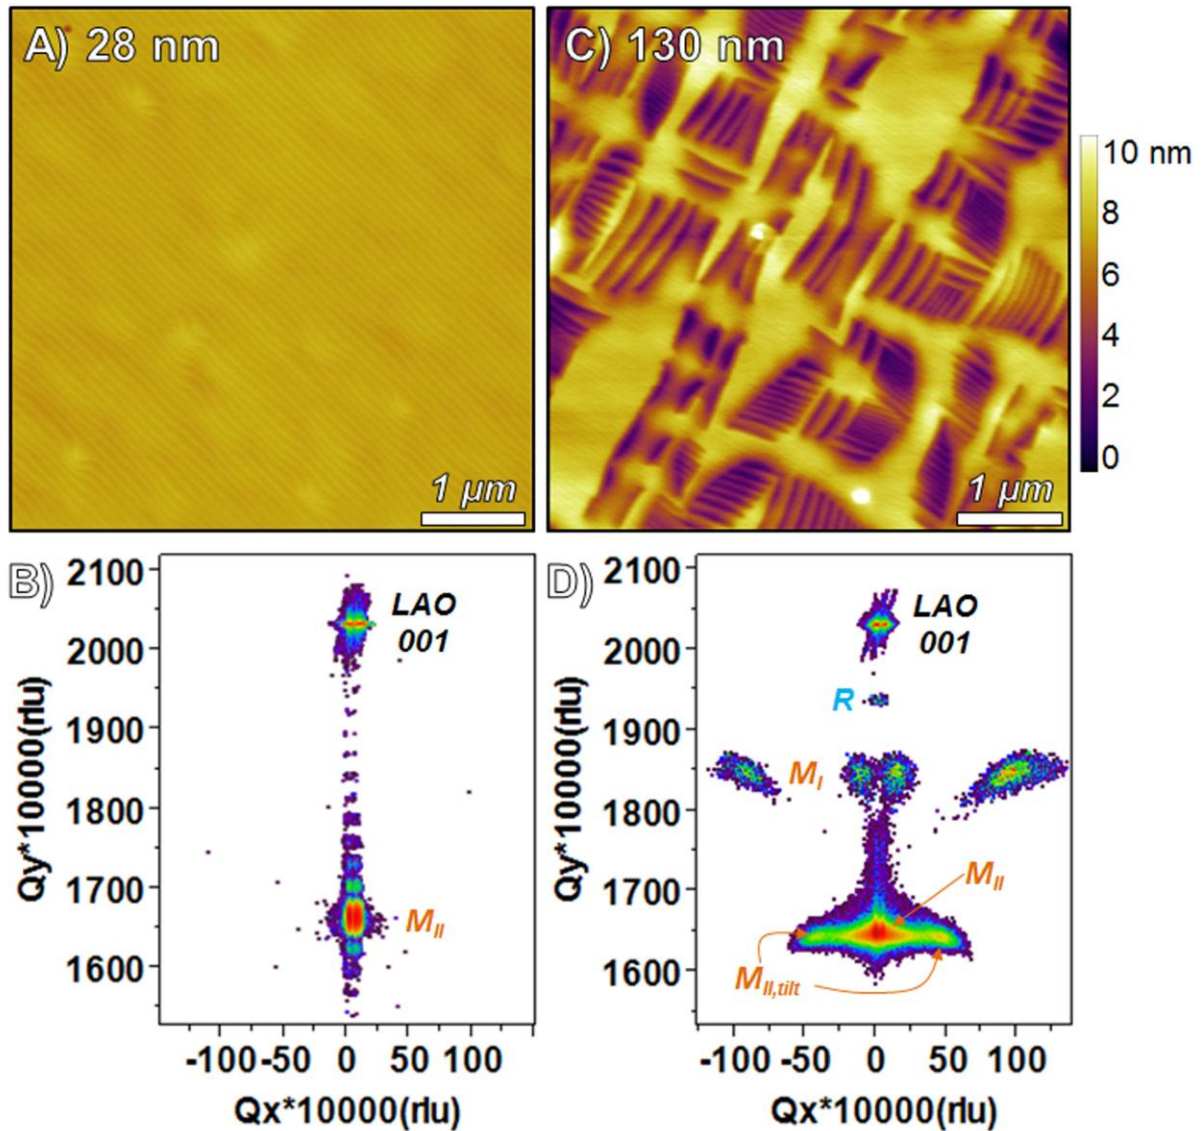 A) 28 nm
1 μm
C) 130 nm
1 μm
10 nm
8
6
4
2
0
B)
2100
2000
1900
1800
1700
1600
Qy*10000(rlu)
LAO
001
M_II
-100 -50 0 50 100
Qx*10000(rlu)
D)
2100
2000
1900
1800
1700
1600
Qy*10000(rlu)
LAO
001
R
M_I
M_II
M_II,tilt
-100 -50 0 50 100
Qx*10000(rlu)